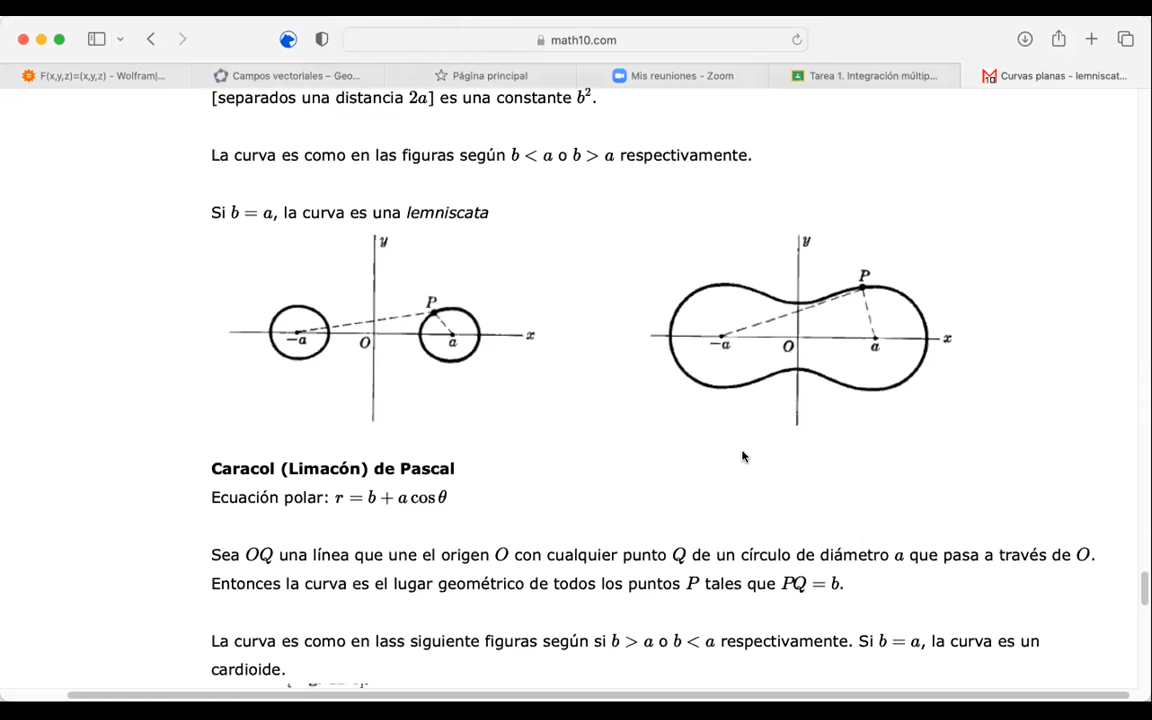 math10.com
F(x,y,z)=(x,y,z) - Wolfram|...
Campos vectoriales – Geo...
Página principal
Mis reuniones - Zoom
Tarea 1. Integración múltip...
Curvas planas - lemniscat...
[separados una distancia 2a] es una constante b².
La curva es como en las figuras según b < a o b > a respectivamente.
Si b = a, la curva es una lemniscata
y
P
−a
O
a
x
y
P
−a
O
a
x
Caracol (Limacón) de Pascal
Ecuación polar: r = b + a cos θ
Sea OQ una línea que une el origen O con cualquier punto Q de un círculo de diámetro a que pasa a través de O.
Entonces la curva es el lugar geométrico de todos los puntos P tales que PQ = b.
La curva es como en lass siguiente figuras según si b > a o b < a respectivamente. Si b = a, la curva es un
cardioide.